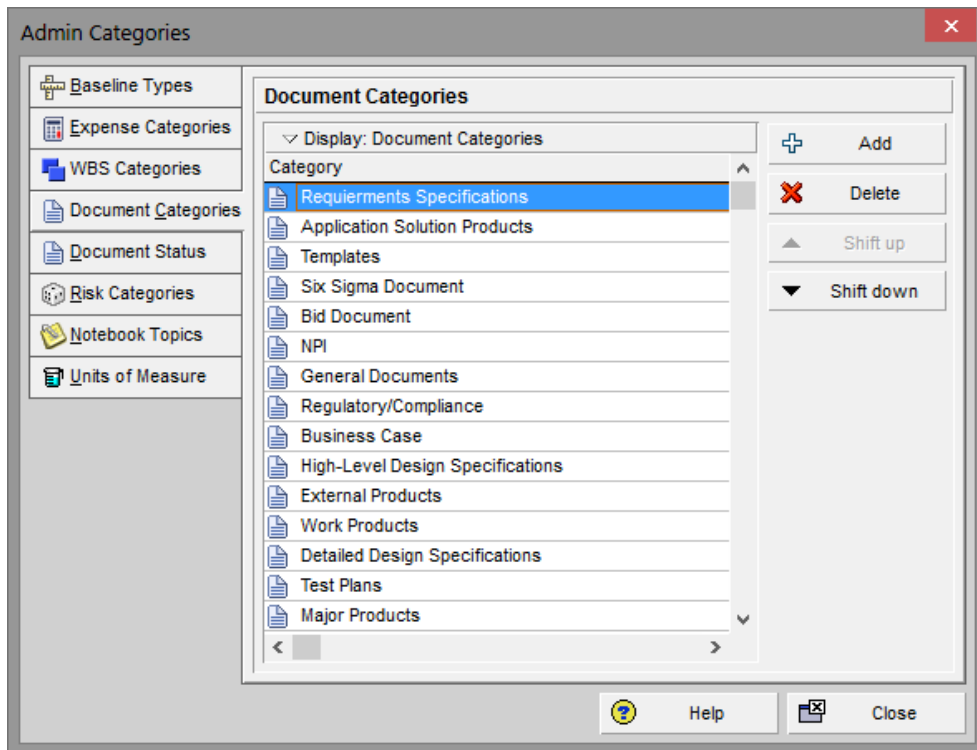 Admin Categories
Baseline Types
Expense Categories
WBS Categories
Document Categories
Document Status
Risk Categories
Notebook Topics
Units of Measure
Document Categories
Display: Document Categories
Category
Requierments Specifications
Application Solution Products
Templates
Six Sigma Document
Bid Document
NPI
General Documents
Regulatory/Compliance
Business Case
High-Level Design Specifications
External Products
Work Products
Detailed Design Specifications
Test Plans
Major Products
Add
Delete
Shift up
Shift down
Help
Close